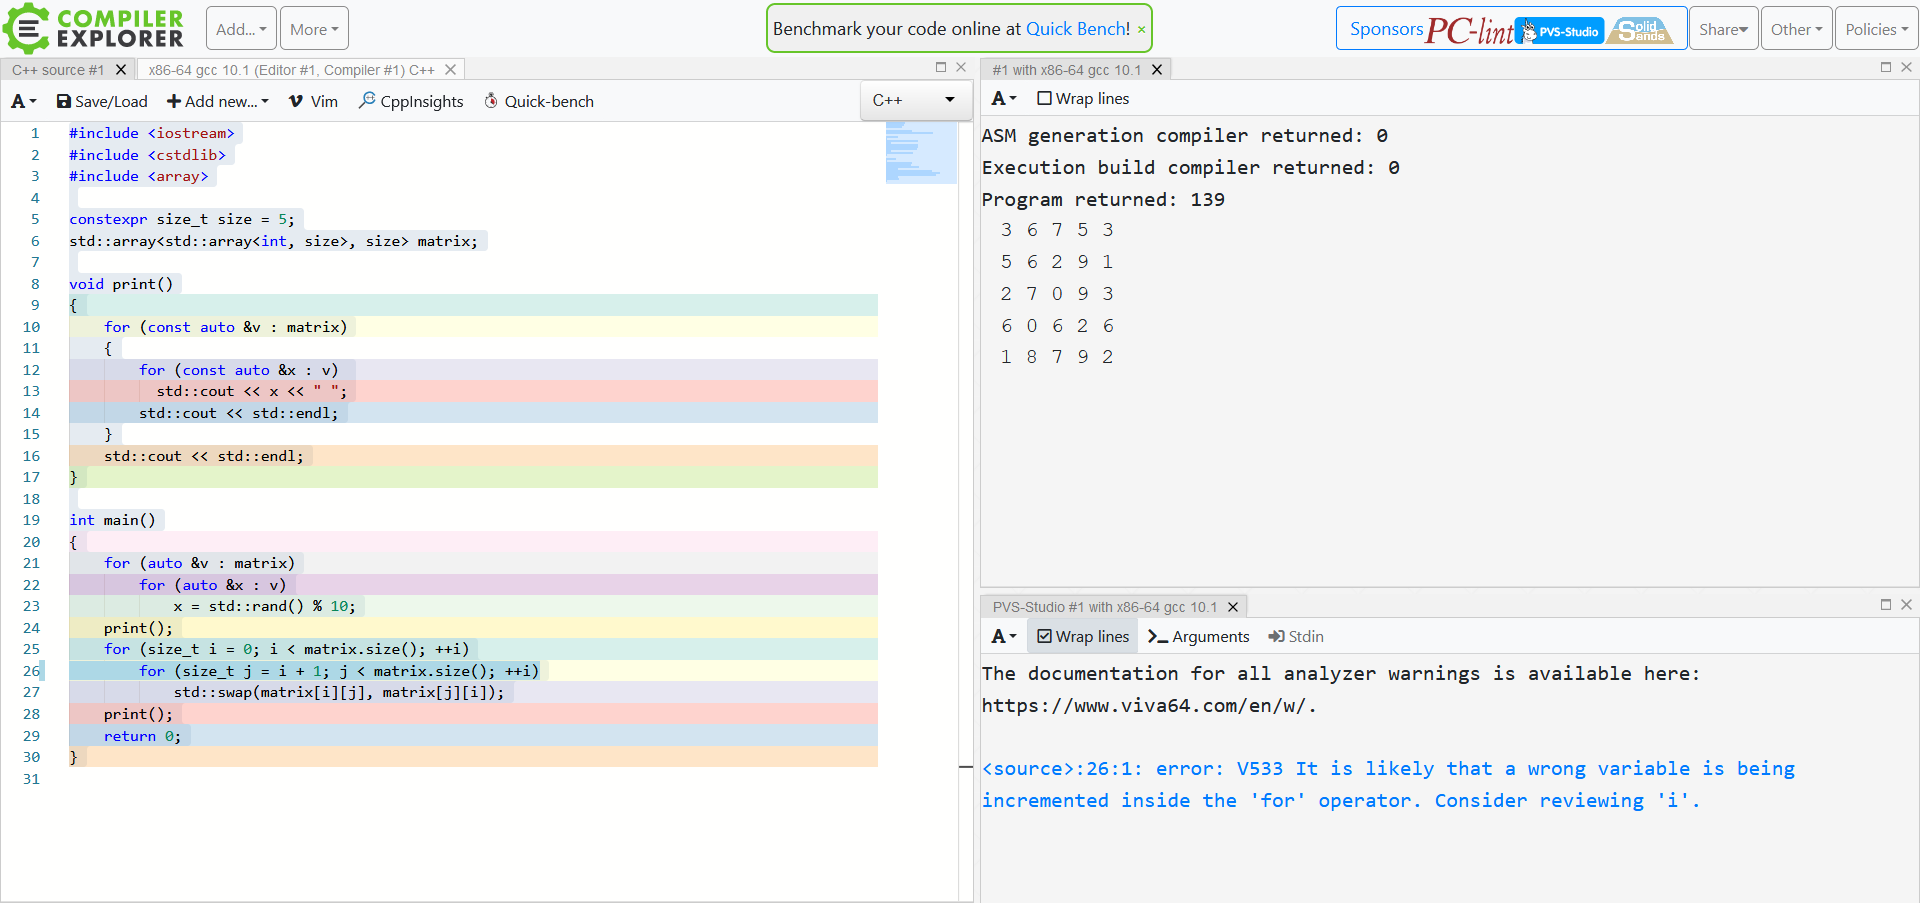 COMPILER
EXPLORER
Add...
More
Benchmark your code online at Quick Bench! ×
Sponsors PC-lint PVS-Studio Solid Sands
Share
Other
Policies
C++ source #1
x86-64 gcc 10.1 (Editor #1, Compiler #1) C++
A
Save/Load
Add new...
Vim
CppInsights
Quick-bench
C++
1 #include <iostream>
2 #include <cstdlib>
3 #include <array>
4
5 constexpr size_t size = 5;
6 std::array<std::array<int, size>, size> matrix;
7
8 void print()
9 {
10     for (const auto &v : matrix)
11     {
12         for (const auto &x : v)
13           std::cout << x << " ";
14         std::cout << std::endl;
15     }
16     std::cout << std::endl;
17 }
18
19 int main()
20 {
21     for (auto &v : matrix)
22         for (auto &x : v)
23             x = std::rand() % 10;
24     print();
25     for (size_t i = 0; i < matrix.size(); ++i)
26         for (size_t j = i + 1; j < matrix.size(); ++i)
27             std::swap(matrix[i][j], matrix[j][i]);
28     print();
29     return 0;
30 }
31
#1 with x86-64 gcc 10.1
A
Wrap lines
ASM generation compiler returned: 0
Execution build compiler returned: 0
Program returned: 139
3 6 7 5 3
5 6 2 9 1
2 7 0 9 3
6 0 6 2 6
1 8 7 9 2
PVS-Studio #1 with x86-64 gcc 10.1
A
Wrap lines
Arguments
Stdin
The documentation for all analyzer warnings is available here:
https://www.viva64.com/en/w/.
<source>:26:1: error: V533 It is likely that a wrong variable is being
incremented inside the 'for' operator. Consider reviewing 'i'.